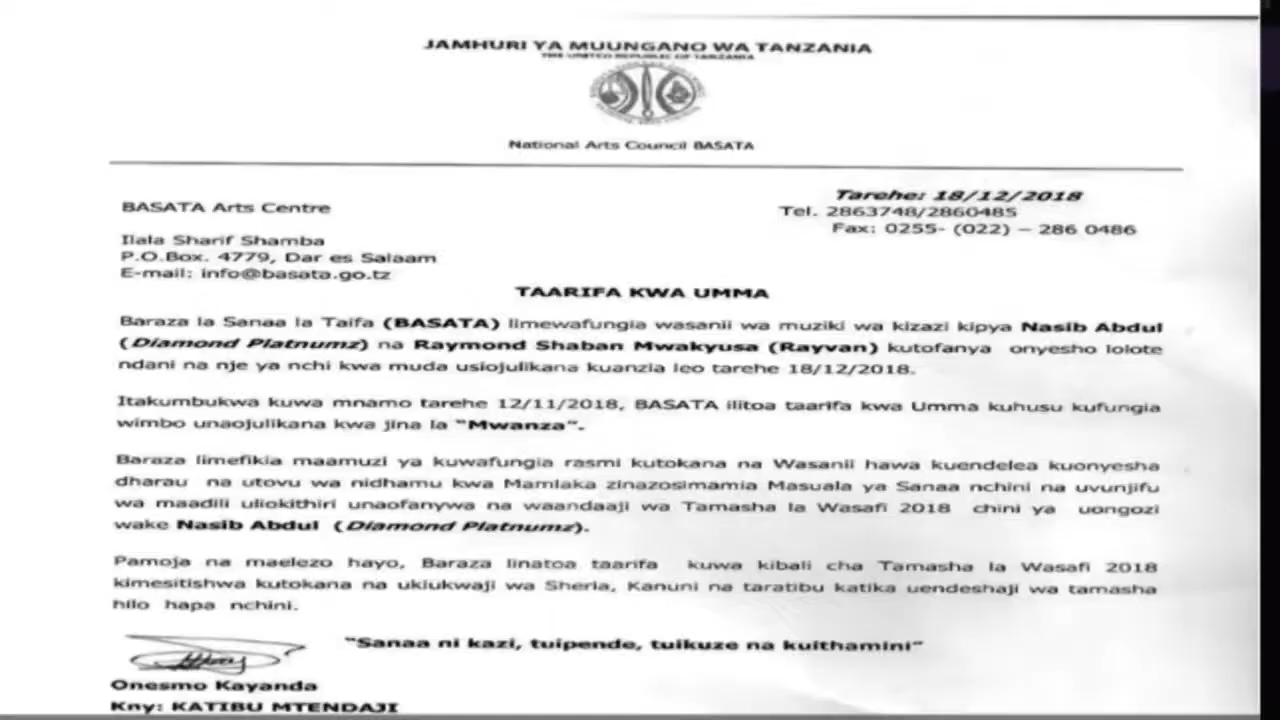 JAMHURI YA MUUNGANO WA TANZANIA
THE UNITED REPUBLIC OF TANZANIA
National Arts Council BASATA
BASATA Arts Centre
Ilala Sharif Shamba
P.O.Box. 4779, Dar es Salaam
E-mail: info@basata.go.tz
Tarehe: 18/12/2018
Tel. 2863748/2860485
Fax: 0255- (022) – 286 0486
TAARIFA KWA UMMA
Baraza la Sanaa la Taifa (BASATA) limewafungia wasanii wa muziki wa kizazi kipya Nasib Abdul
(Diamond Platnumz) na Raymond Shaban Mwakyusa (Rayvan) kutofanya onyesho lolote
ndani na nje ya nchi kwa muda usiojulikana kuanzia leo tarehe 18/12/2018.
Itakumbukwa kuwa mnamo tarehe 12/11/2018, BASATA ilitoa taarifa kwa Umma kuhusu kufungia
wimbo unaojulikana kwa jina la "Mwanza".
Baraza limefikia maamuzi ya kuwafungia rasmi kutokana na Wasanii hawa kuendelea kuonyesha
dharau na utovu wa nidhamu kwa Mamlaka zinazosimamia Masuala ya Sanaa nchini na uvunjifu
wa maadili uliokithiri unaofanywa na waandaaji wa Tamasha la Wasafi 2018 chini ya uongozi
wake Nasib Abdul (Diamond Platnumz).
Pamoja na maelezo hayo, Baraza linatoa taarifa kuwa kibali cha Tamasha la Wasafi 2018
kimesitishwa kutokana na ukiukwaji wa Sheria, Kanuni na taratibu katika uendeshaji wa tamasha
hilo hapa nchini.
"Sanaa ni kazi, tuipende, tuikuze na kuithamini"
Onesmo Kayanda
Kny: KATIBU MTENDAJI